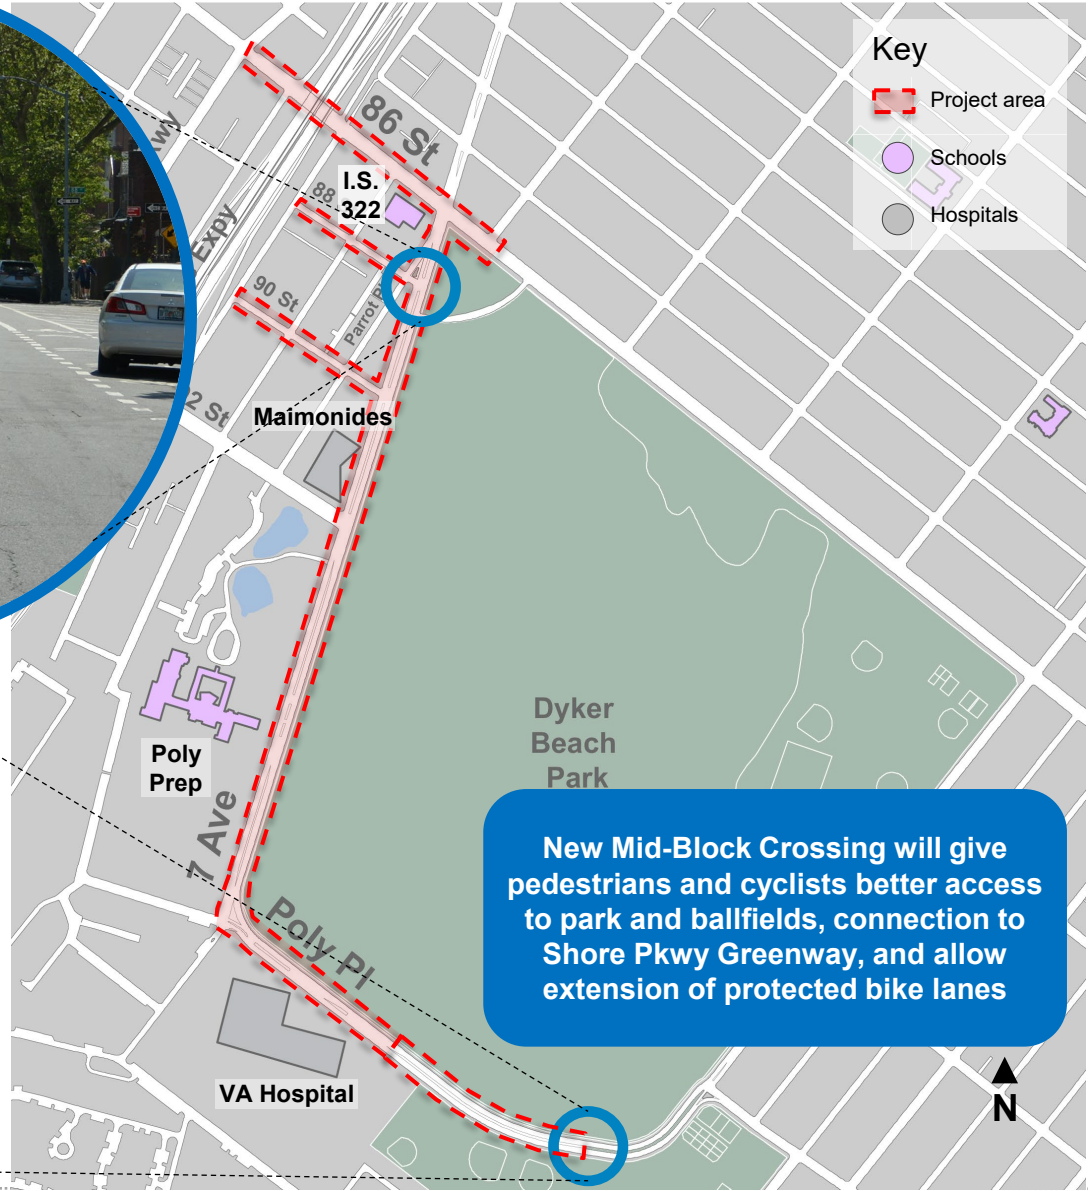 Key
Project area
Schools
Hospitals
86 St
I.S.
322
88
Expy
90 St
Parrot
2 St
Maimonides
Dyker
Beach
Park
Poly
Prep
7 Ave
Poly Pl
New Mid-Block Crossing will give
pedestrians and cyclists better access
to park and ballfields, connection to
Shore Pkwy Greenway, and allow
extension of protected bike lanes
VA Hospital
N